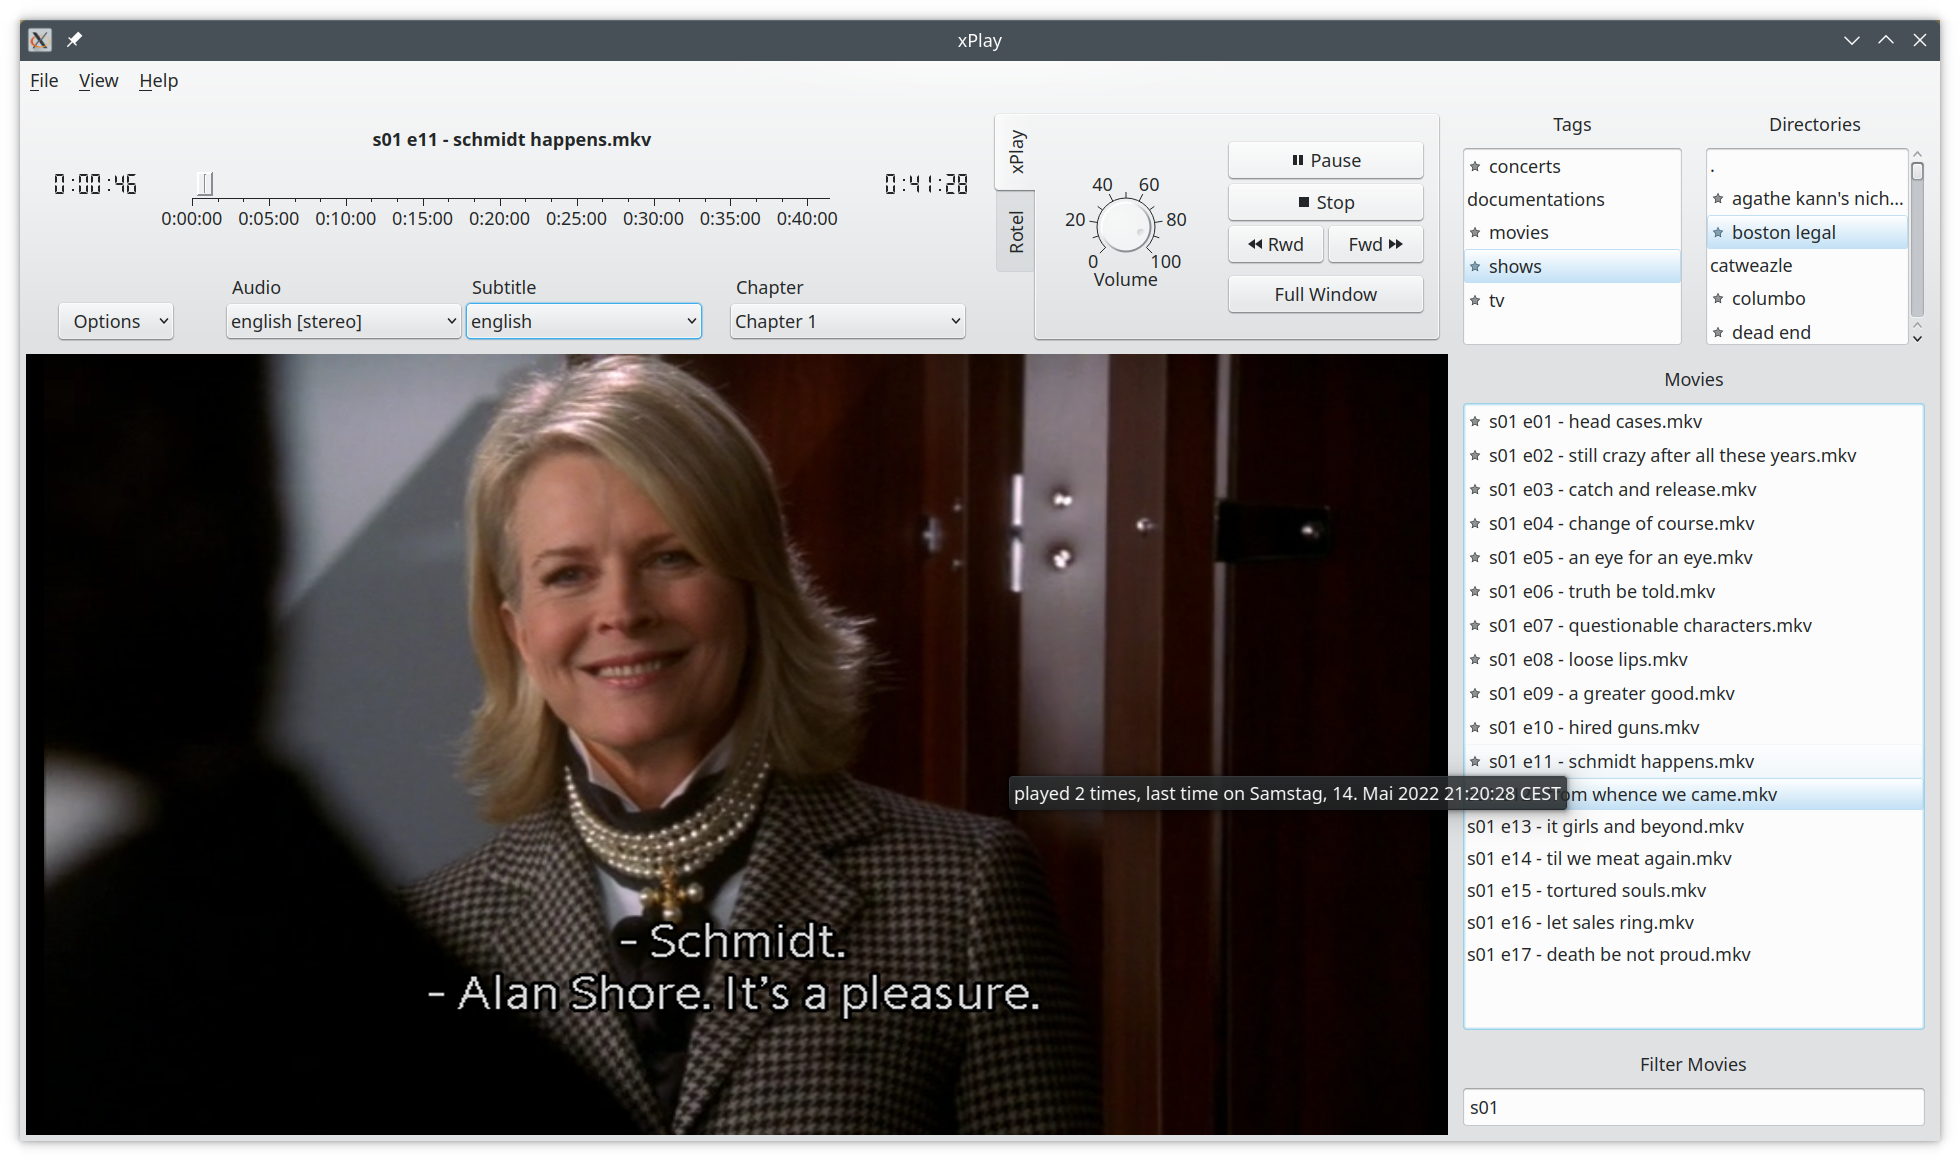 xPlay
File View Help
s01 e11 - schmidt happens.mkv
0:00:46
0:41:28
0:00:00 0:05:00 0:10:00 0:15:00 0:20:00 0:25:00 0:30:00 0:35:00 0:40:00
Options
Audio
english [stereo]
Subtitle
english
Chapter
Chapter 1
xPlay
Rotel
0 20 40 60 80 100
Volume
Pause
Stop
Rwd Fwd
Full Window
Tags
concerts
documentations
movies
shows
tv
Directories
.
agathe kann's nich...
boston legal
catweazle
columbo
dead end
Movies
s01 e01 - head cases.mkv
s01 e02 - still crazy after all these years.mkv
s01 e03 - catch and release.mkv
s01 e04 - change of course.mkv
s01 e05 - an eye for an eye.mkv
s01 e06 - truth be told.mkv
s01 e07 - questionable characters.mkv
s01 e08 - loose lips.mkv
s01 e09 - a greater good.mkv
s01 e10 - hired guns.mkv
s01 e11 - schmidt happens.mkv
played 2 times, last time on Samstag, 14. Mai 2022 21:20:28 CEST
om whence we came.mkv
s01 e13 - it girls and beyond.mkv
s01 e14 - til we meat again.mkv
s01 e15 - tortured souls.mkv
s01 e16 - let sales ring.mkv
s01 e17 - death be not proud.mkv
Filter Movies
s01
- Schmidt.
- Alan Shore. It's a pleasure.